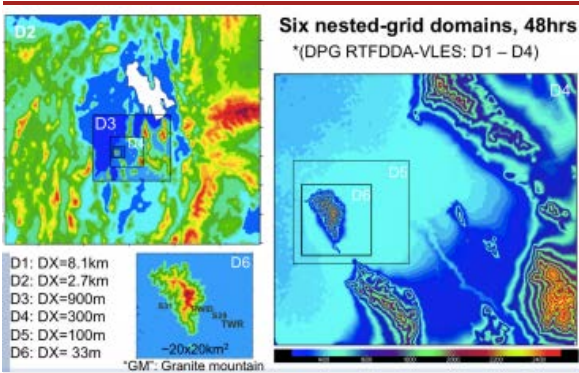 Six nested-grid domains, 48hrs
*(DPG RTFDDA-VLES: D1 – D4)
D2
D3
D4
D4
D5
D6
D1: DX=8.1km
D2: DX=2.7km
D3: DX=900m
D4: DX=300m
D5: DX=100m
D6: DX= 33m
D6
TWR
~20x20km²
"GM": Granite mountain